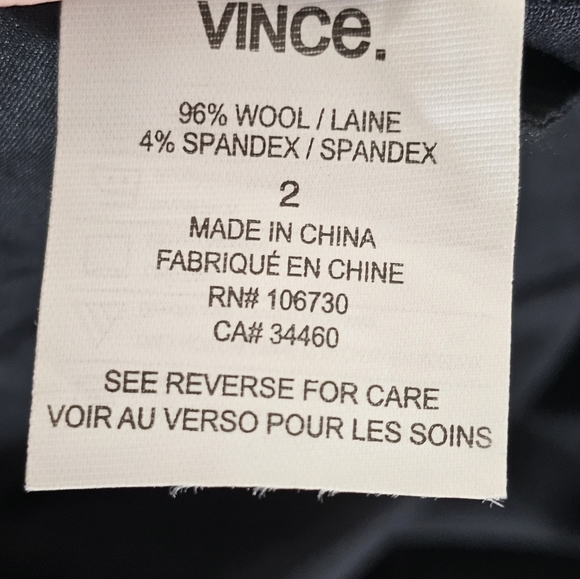 VINCe.
96% WOOL / LAINE
4% SPANDEX / SPANDEX
2
MADE IN CHINA
FABRIQUÉ EN CHINE
RN# 106730
CA# 34460
SEE REVERSE FOR CARE
VOIR AU VERSO POUR LES SOINS